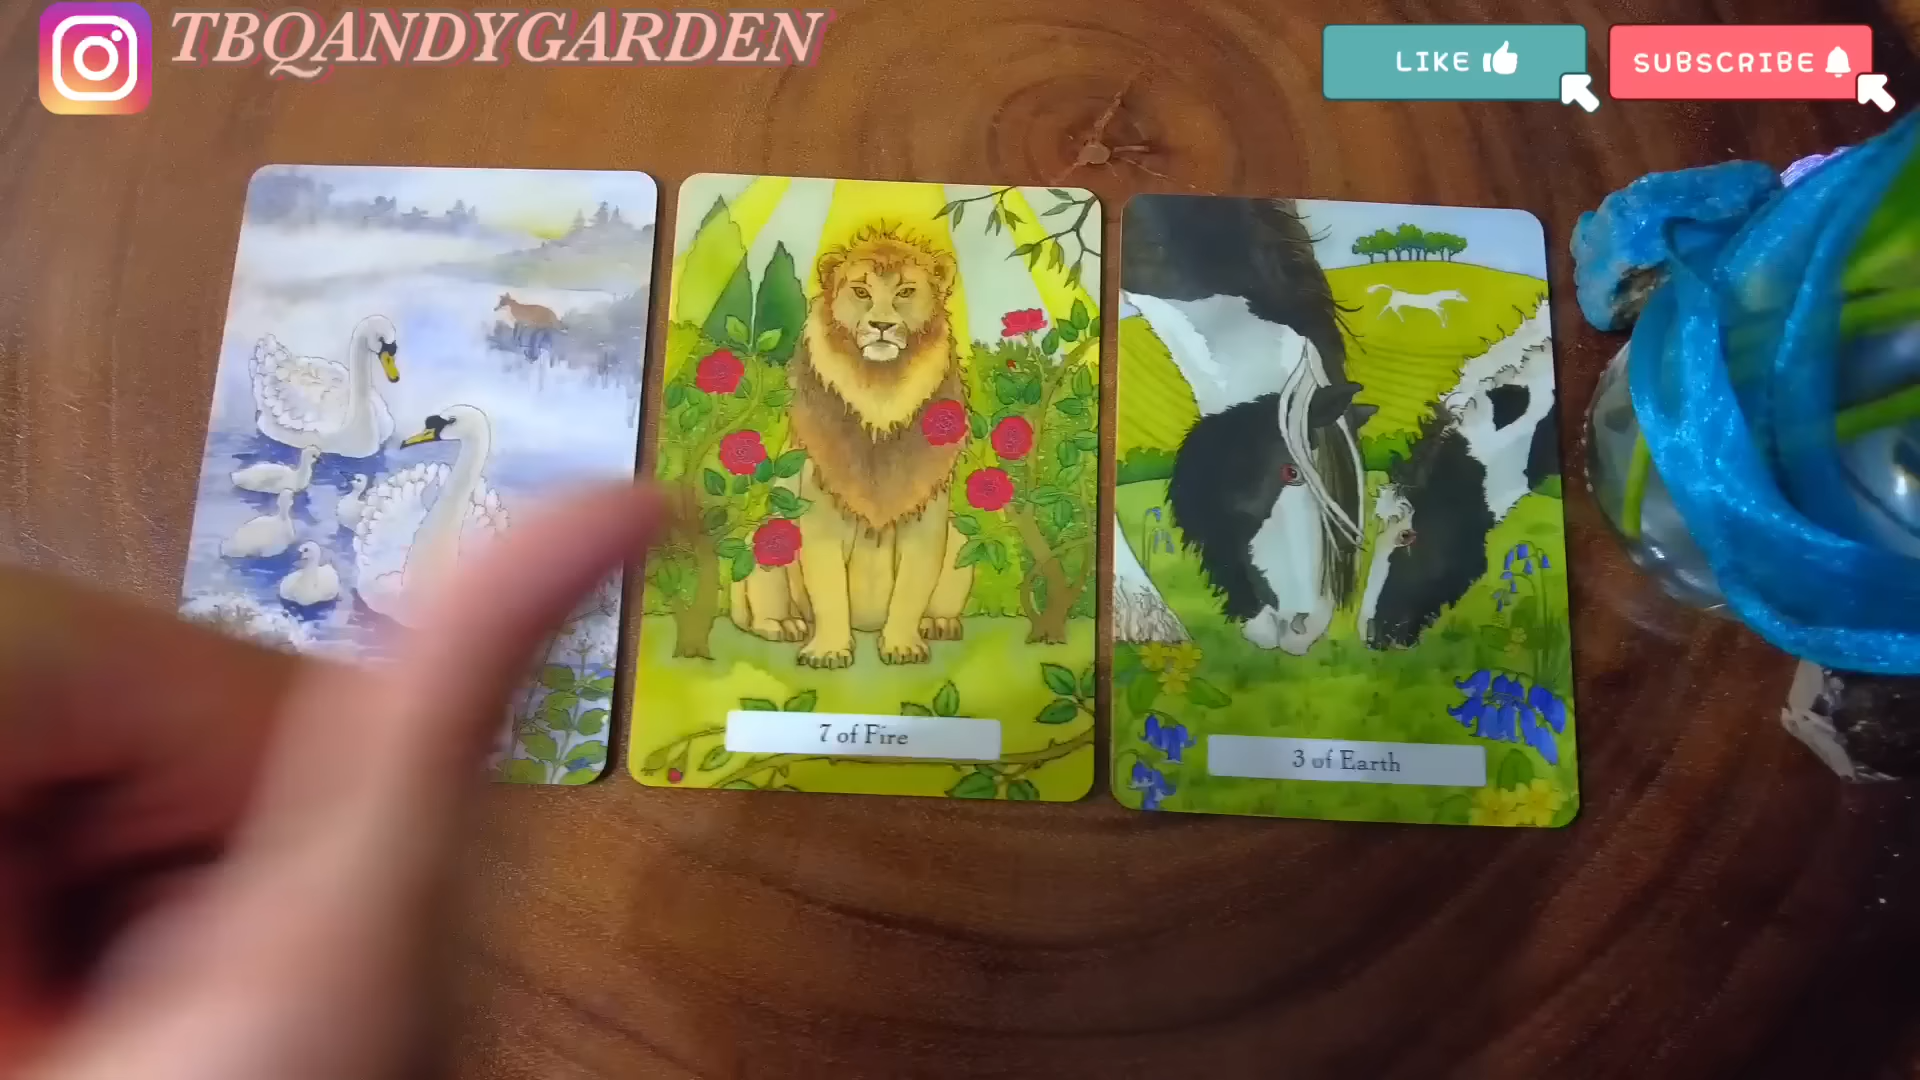 TBQANDYGARDEN
LIKE
SUBSCRIBE
7 of Fire
3 of Earth